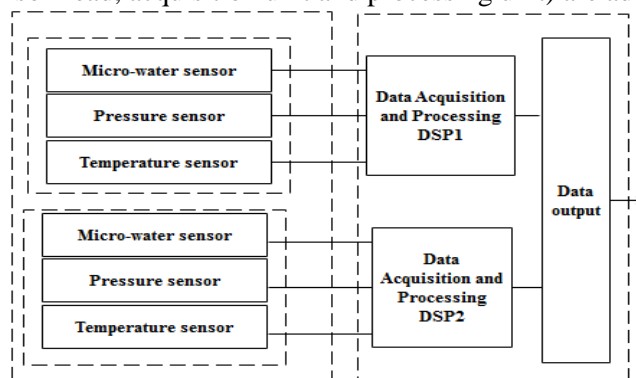 Micro-water sensor
Pressure sensor
Temperature sensor
Data Acquisition
and Processing
DSP1
Data
output
Micro-water sensor
Pressure sensor
Temperature sensor
Data
Acquisition and
Processing
DSP2